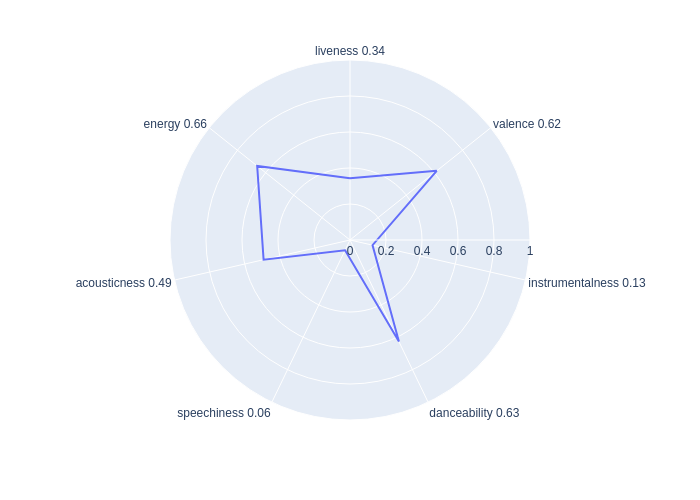 liveness 0.34
energy 0.66
valence 0.62
0 0.2 0.4 0.6 0.8 1
acousticness 0.49
instrumentalness 0.13
speechiness 0.06
danceability 0.63